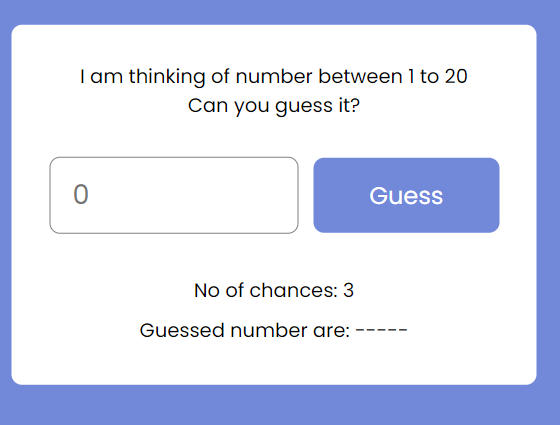 I am thinking of number between 1 to 20
Can you guess it?
0
Guess
No of chances: 3
Guessed number are: -----